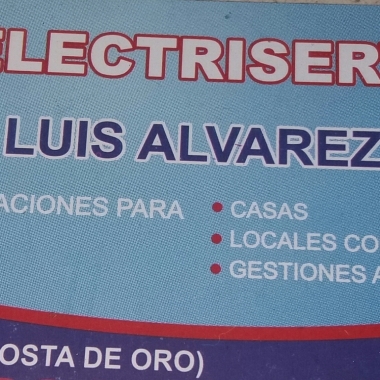 ELECTRISER
LUIS ALVAREZ
ACIONES PARA • CASAS
• LOCALES CO
• GESTIONES A
OSTA DE ORO)